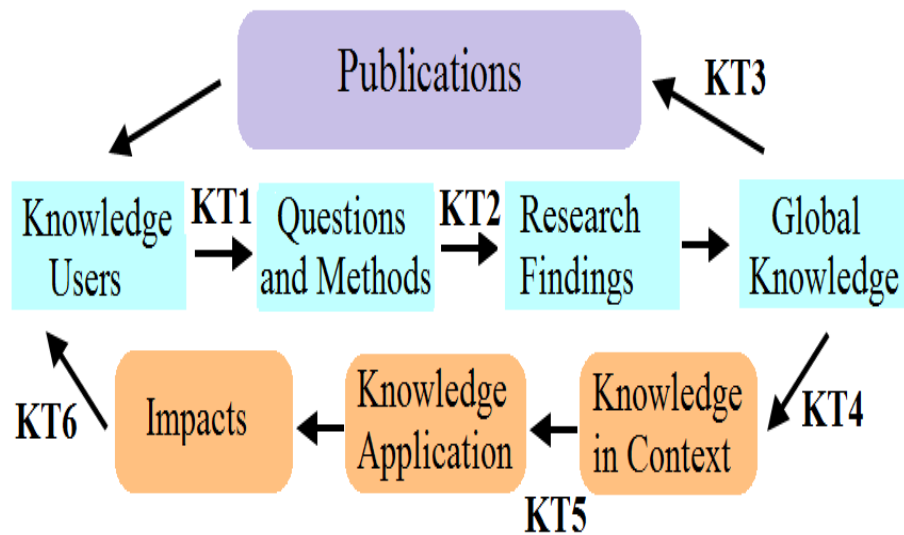 Publications
KT3
Knowledge
Users
KT1
Questions
and Methods
KT2
Research
Findings
Global
Knowledge
KT6
Impacts
Knowledge
Application
KT5
Knowledge
in Context
KT4